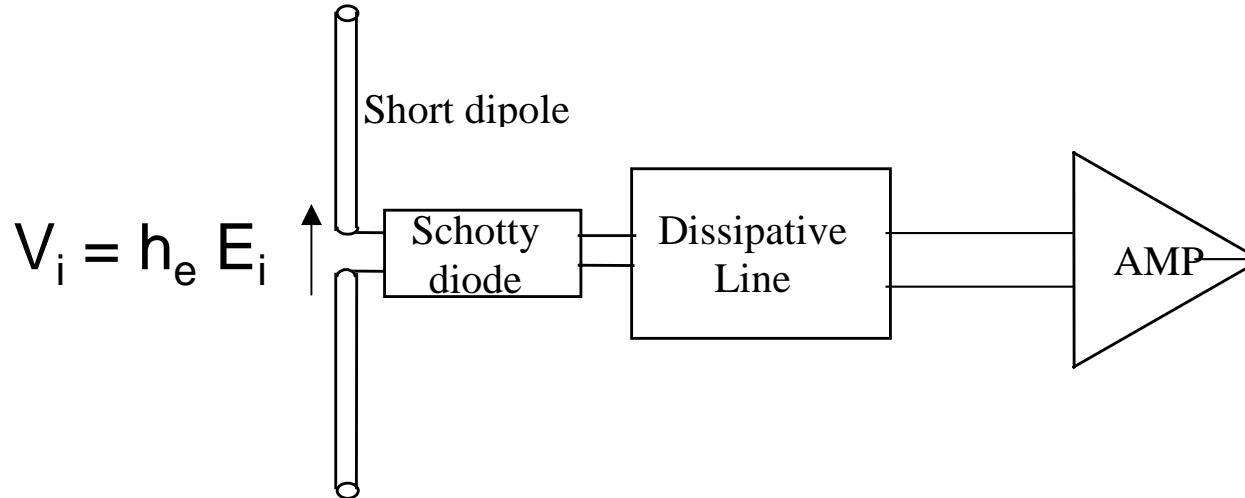 Short dipole
V_i = h_e E_i
Schotty
diode
Dissipative
Line
AMP